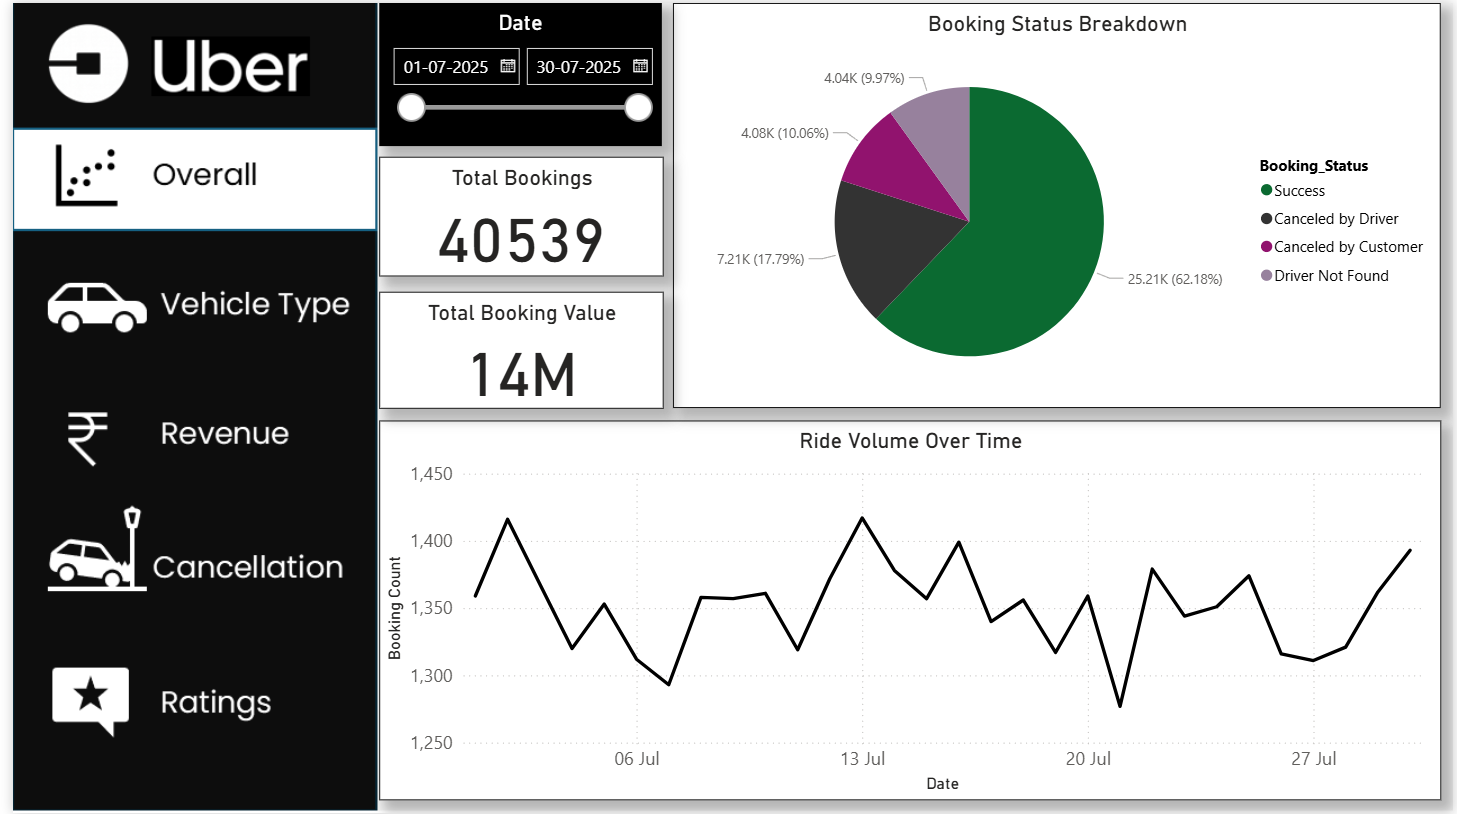 Uber
Overall
Vehicle Type
₹
Revenue
Cancellation
Ratings
Date
01-07-2025
30-07-2025
Total Bookings
40539
Total Booking Value
14M
Booking Status Breakdown
4.04K (9.97%)
4.08K (10.06%)
7.21K (17.79%)
25.21K (62.18%)
Booking_Status
Success
Canceled by Driver
Canceled by Customer
Driver Not Found
Ride Volume Over Time
Booking Count
1,450
1,400
1,350
1,300
1,250
06 Jul
13 Jul
20 Jul
27 Jul
Date